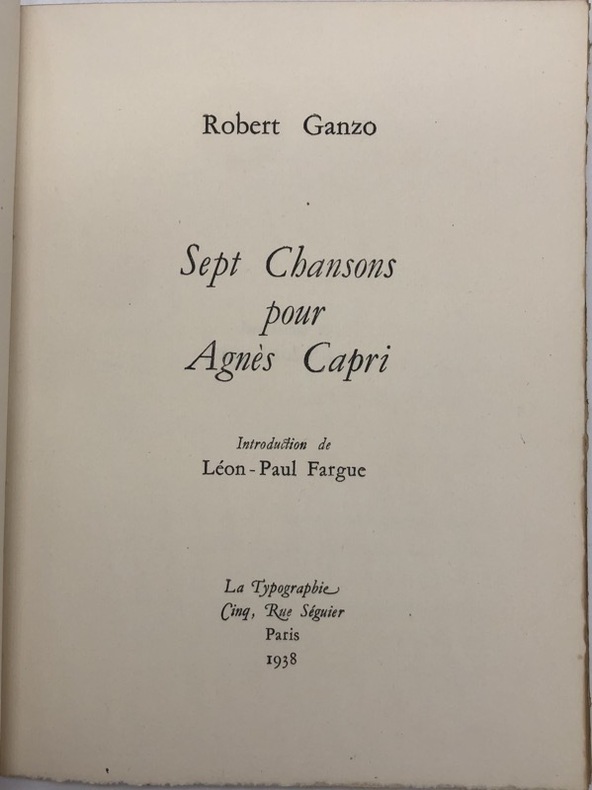 Robert Ganzo
Sept Chansons
pour
Agnès Capri
Introduction de
Léon-Paul Fargue
La Typographie
Cinq, Rue Séguier
Paris
1938